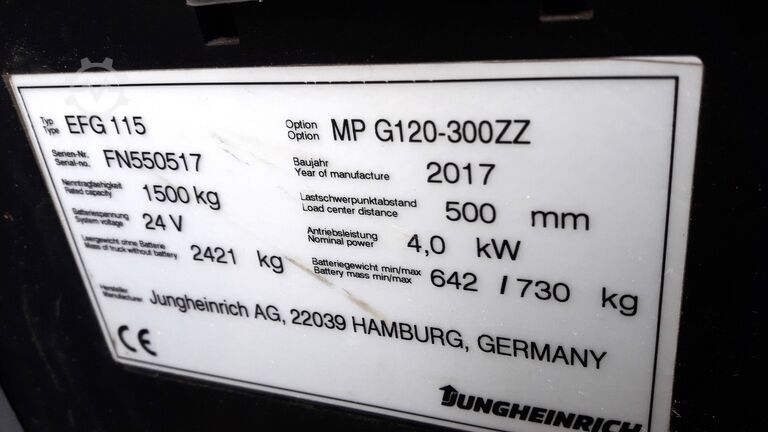 Typ
Type EFG 115
Option
Option MP G120-300ZZ
Serien-Nr.
Serial-no. FN550517
Baujahr
Year of manufacture 2017
Nenntragfaehigkeit
Rated capacity 1500 kg
Lastschwerpunktabstand
Load center distance 500 mm
Batteriespannung
System voltage 24 V
Antriebsleistung
Nominal power 4,0 kW
Leergewicht ohne Batterie
Mass of truck without battery 2421 kg
Batteriegewicht min/max
Battery mass min/max 642 / 730 kg
Hersteller
Manufacturer Jungheinrich AG, 22039 HAMBURG, GERMANY
CE
JUNGHEINRICH